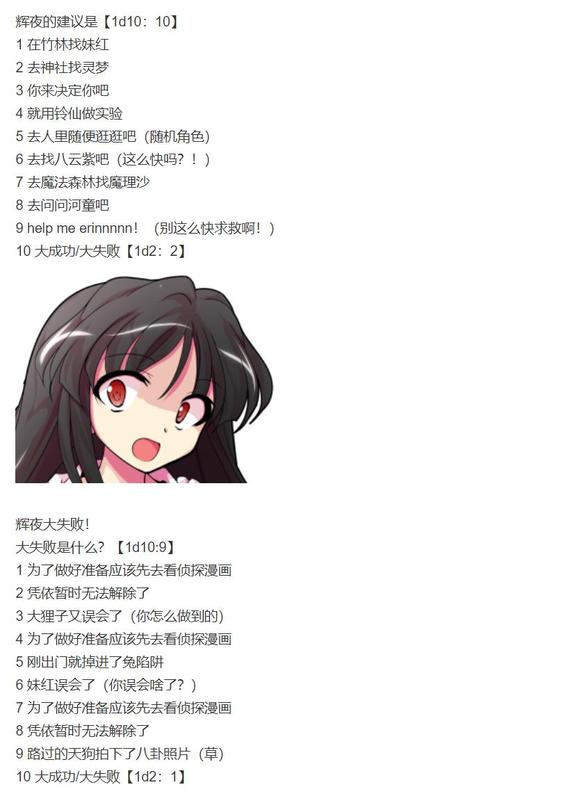 辉夜的建议是【1d10：10】
1 在竹林找妹红
2 去神社找灵梦
3 你来决定你吧
4 就用铃仙做实验
5 去人里随便逛逛吧（随机角色）
6 去找八云紫吧（这么快吗？！）
7 去魔法森林找魔理沙
8 去问问河童吧
9 help me erinnnnn！（别这么快求救啊！）
10 大成功/大失败【1d2：2】
辉夜大失败！
大失败是什么？【1d10:9】
1 为了做好准备应该先去看侦探漫画
2 凭依暂时无法解除了
3 大狸子又误会了（你怎么做到的）
4 为了做好准备应该先去看侦探漫画
5 刚出门就掉进了兔陷阱
6 妹红误会了（你误会啥了？）
7 为了做好准备应该先去看侦探漫画
8 凭依暂时无法解除了
9 路过的天狗拍下了八卦照片（草）
10 大成功/大失败【1d2：1】